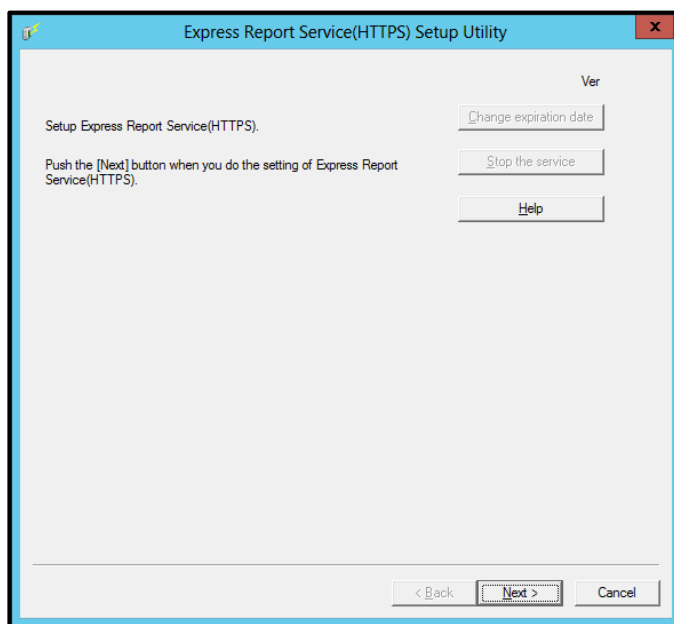 Express Report Service(HTTPS) Setup Utility
x
Ver
Change expiration date
Setup Express Report Service(HTTPS).
Stop the service
Push the [Next] button when you do the setting of Express Report
Service(HTTPS).
Help
< Back
Next >
Cancel